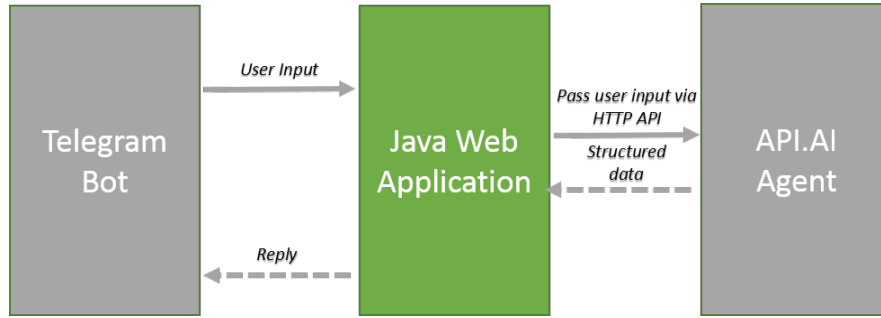 Telegram
Bot
User Input
Reply
Java Web
Application
Pass user input via
HTTP API
Structured
data
API.AI
Agent